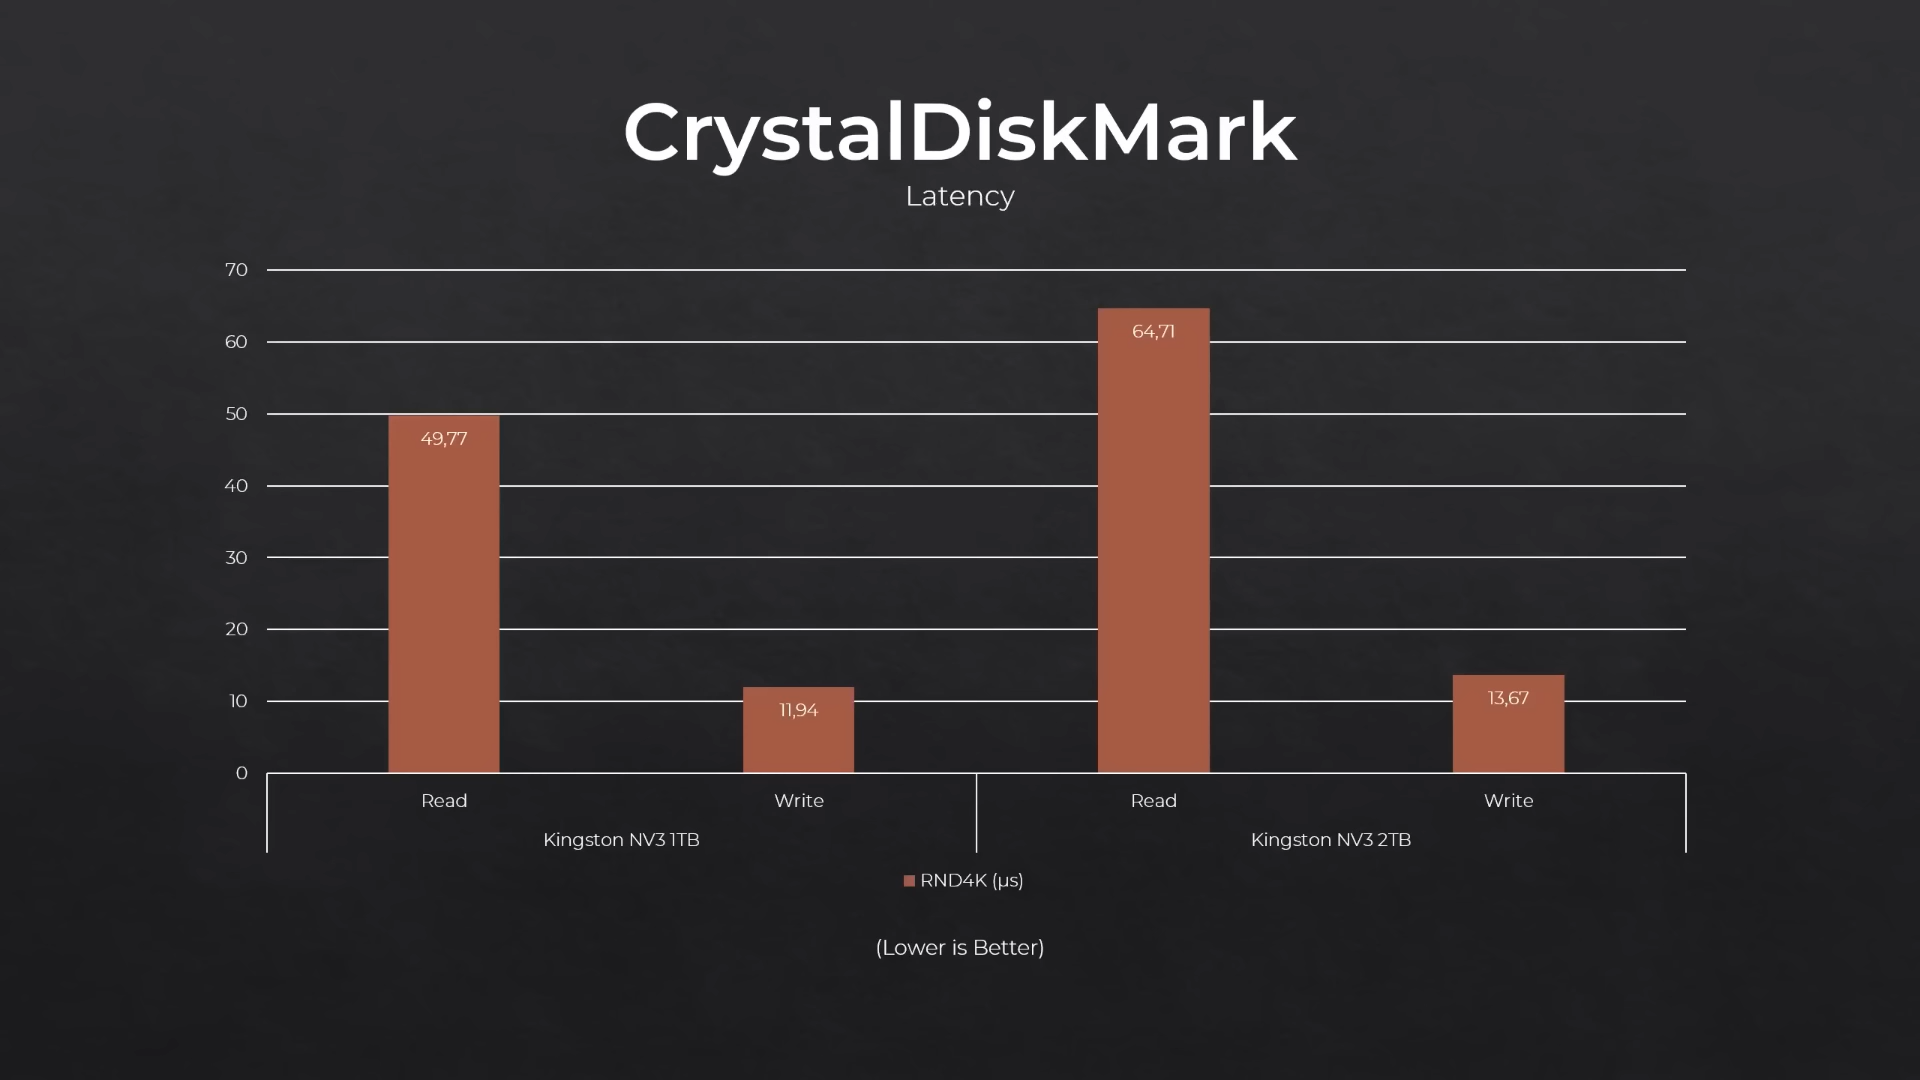 CrystalDiskMark
Latency
70
60
50
40
30
20
10
0
49,77
11,94
64,71
13,67
Read
Write
Read
Write
Kingston NV3 1TB
Kingston NV3 2TB
RND4K (µs)
(Lower is Better)